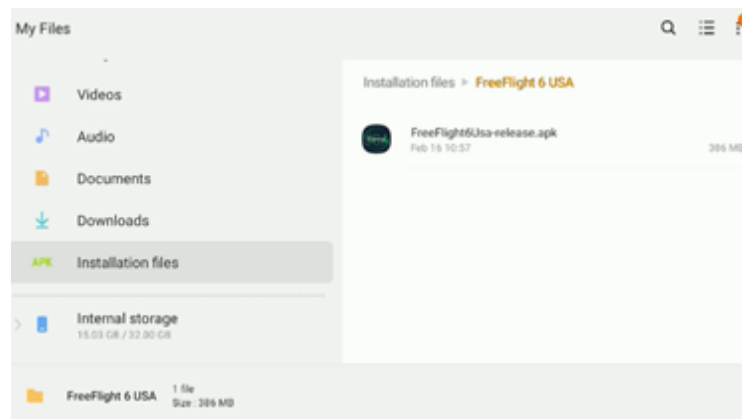 My Files
Videos
Audio
Documents
Downloads
APK Installation files
Internal storage
15.03 GB / 32.00 GB
Installation files FreeFlight 6 USA
FreeFlight6Usa-release.apk
Feb 16 10:57
386 MB
FreeFlight 6 USA
1 file
Size : 386 MB